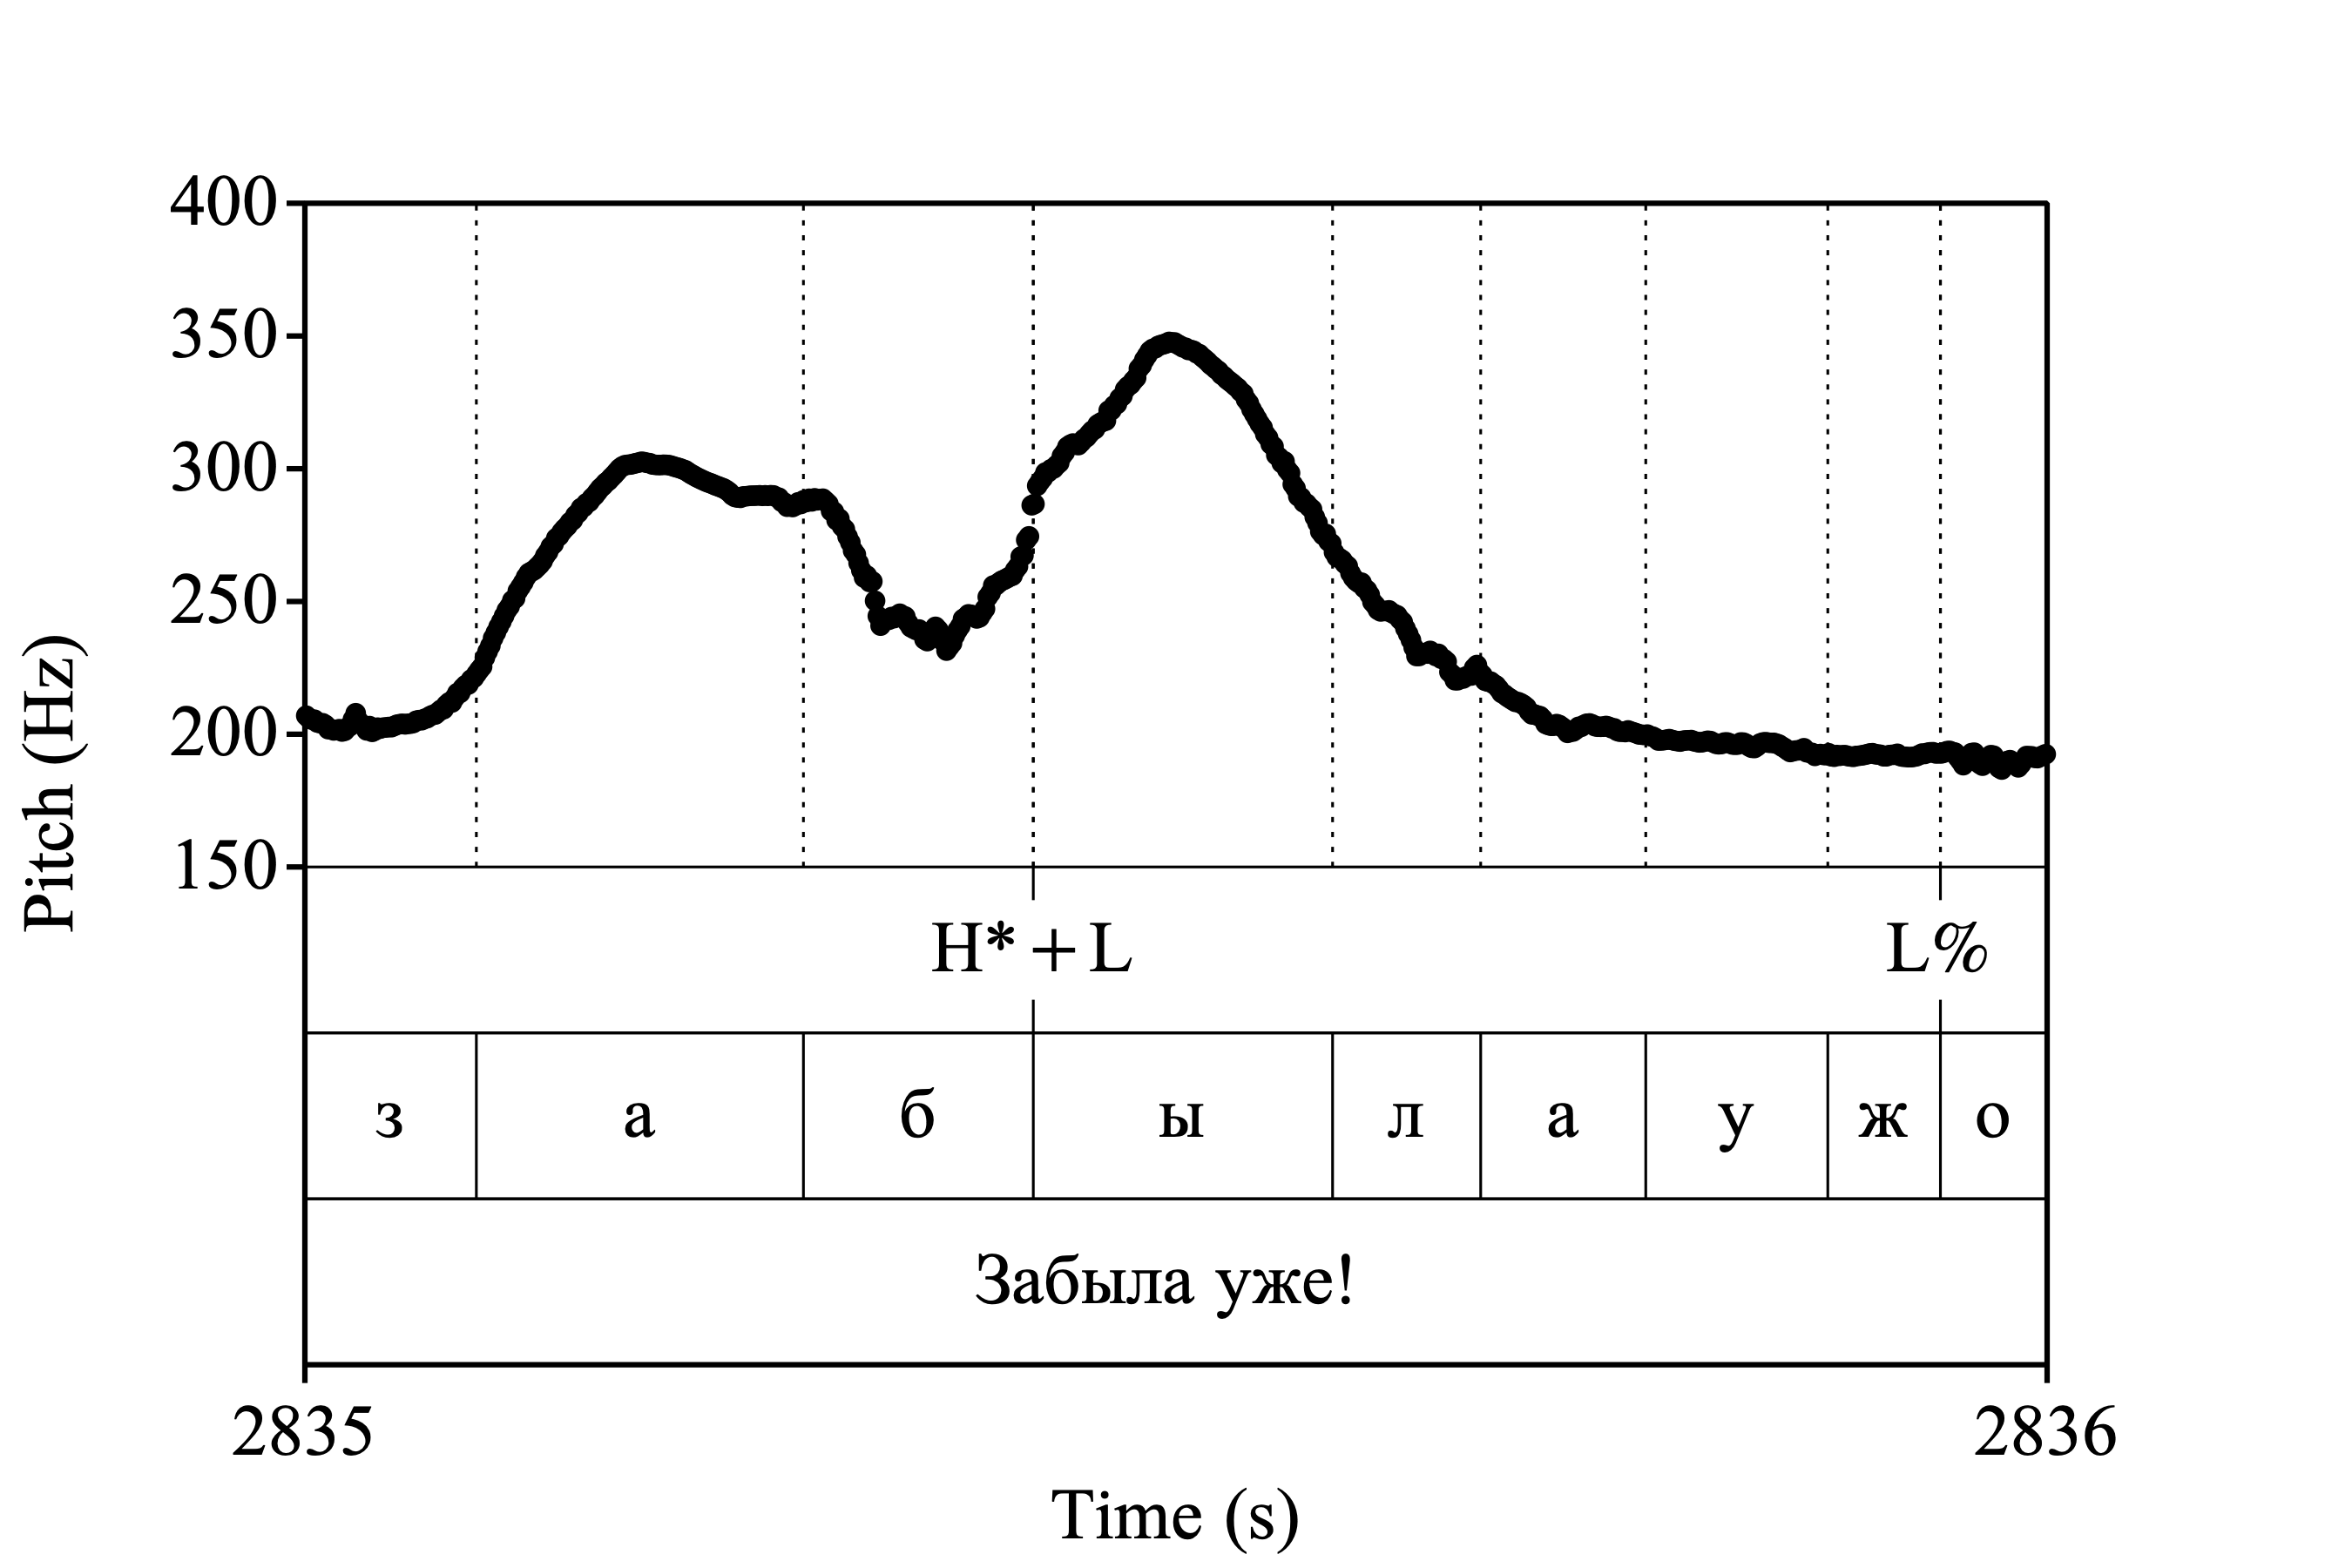 400
350
300
250
200
150
Pitch (Hz)
H* + L L%
з а б ы л а у ж о
Забыла уже!
2835 2836
Time (s)